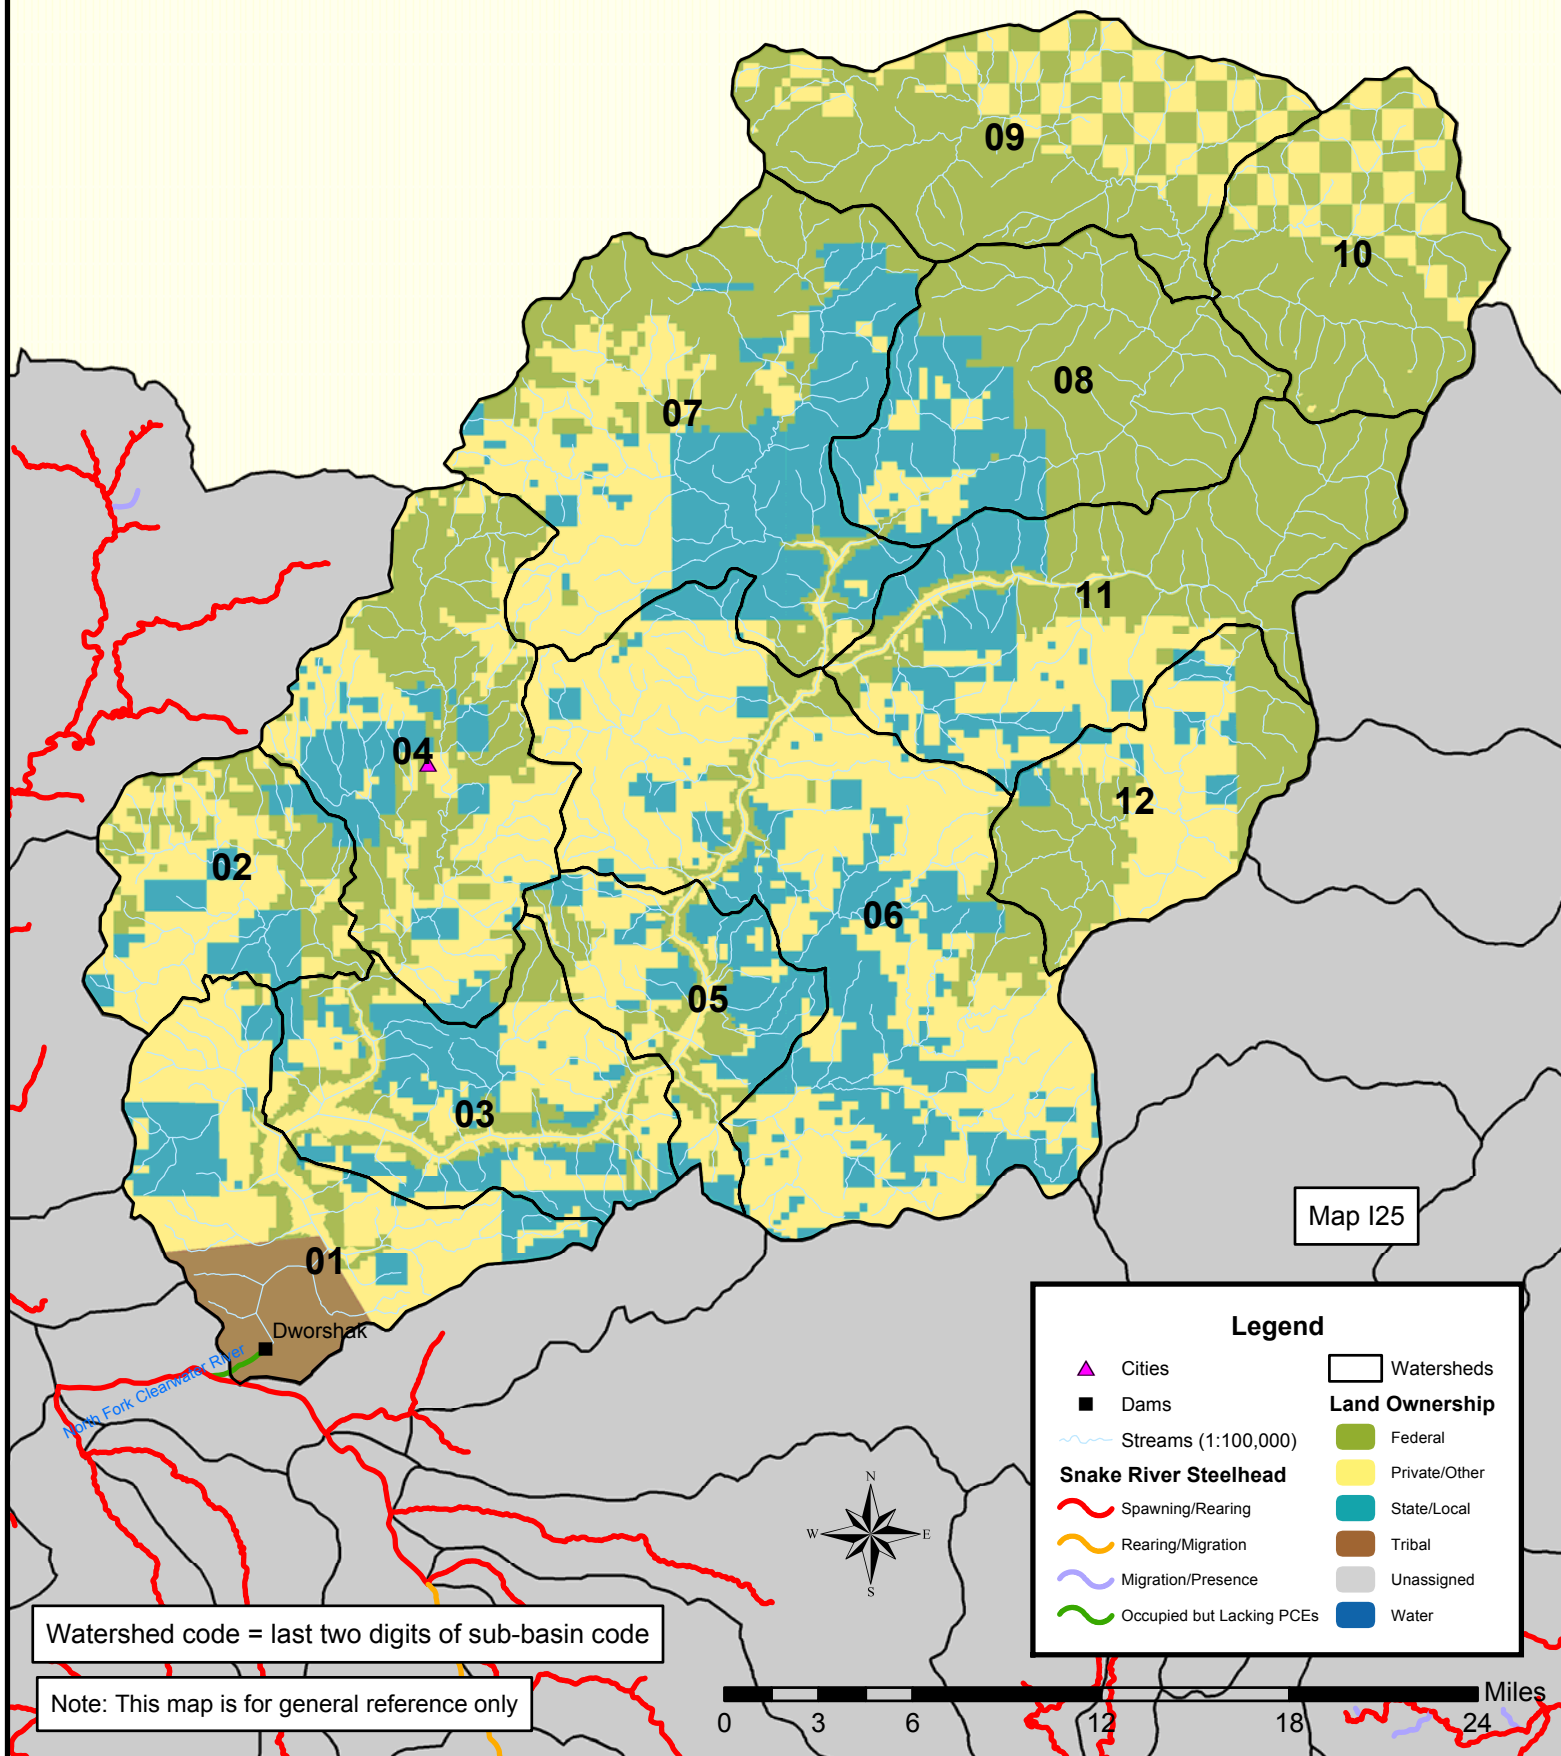 09
10
08
07
11
04
12
02
06
05
03
01
Dworshak
North Fork Clearwater River
Map I25
Legend
Cities
Dams
Streams (1:100,000)
Snake River Steelhead
Spawning/Rearing
Rearing/Migration
Migration/Presence
Occupied but Lacking PCEs
Watersheds
Land Ownership
Federal
Private/Other
State/Local
Tribal
Unassigned
Water
N
W E
S
Watershed code = last two digits of sub-basin code
Note: This map is for general reference only
Miles
0 3 6 12 18 24